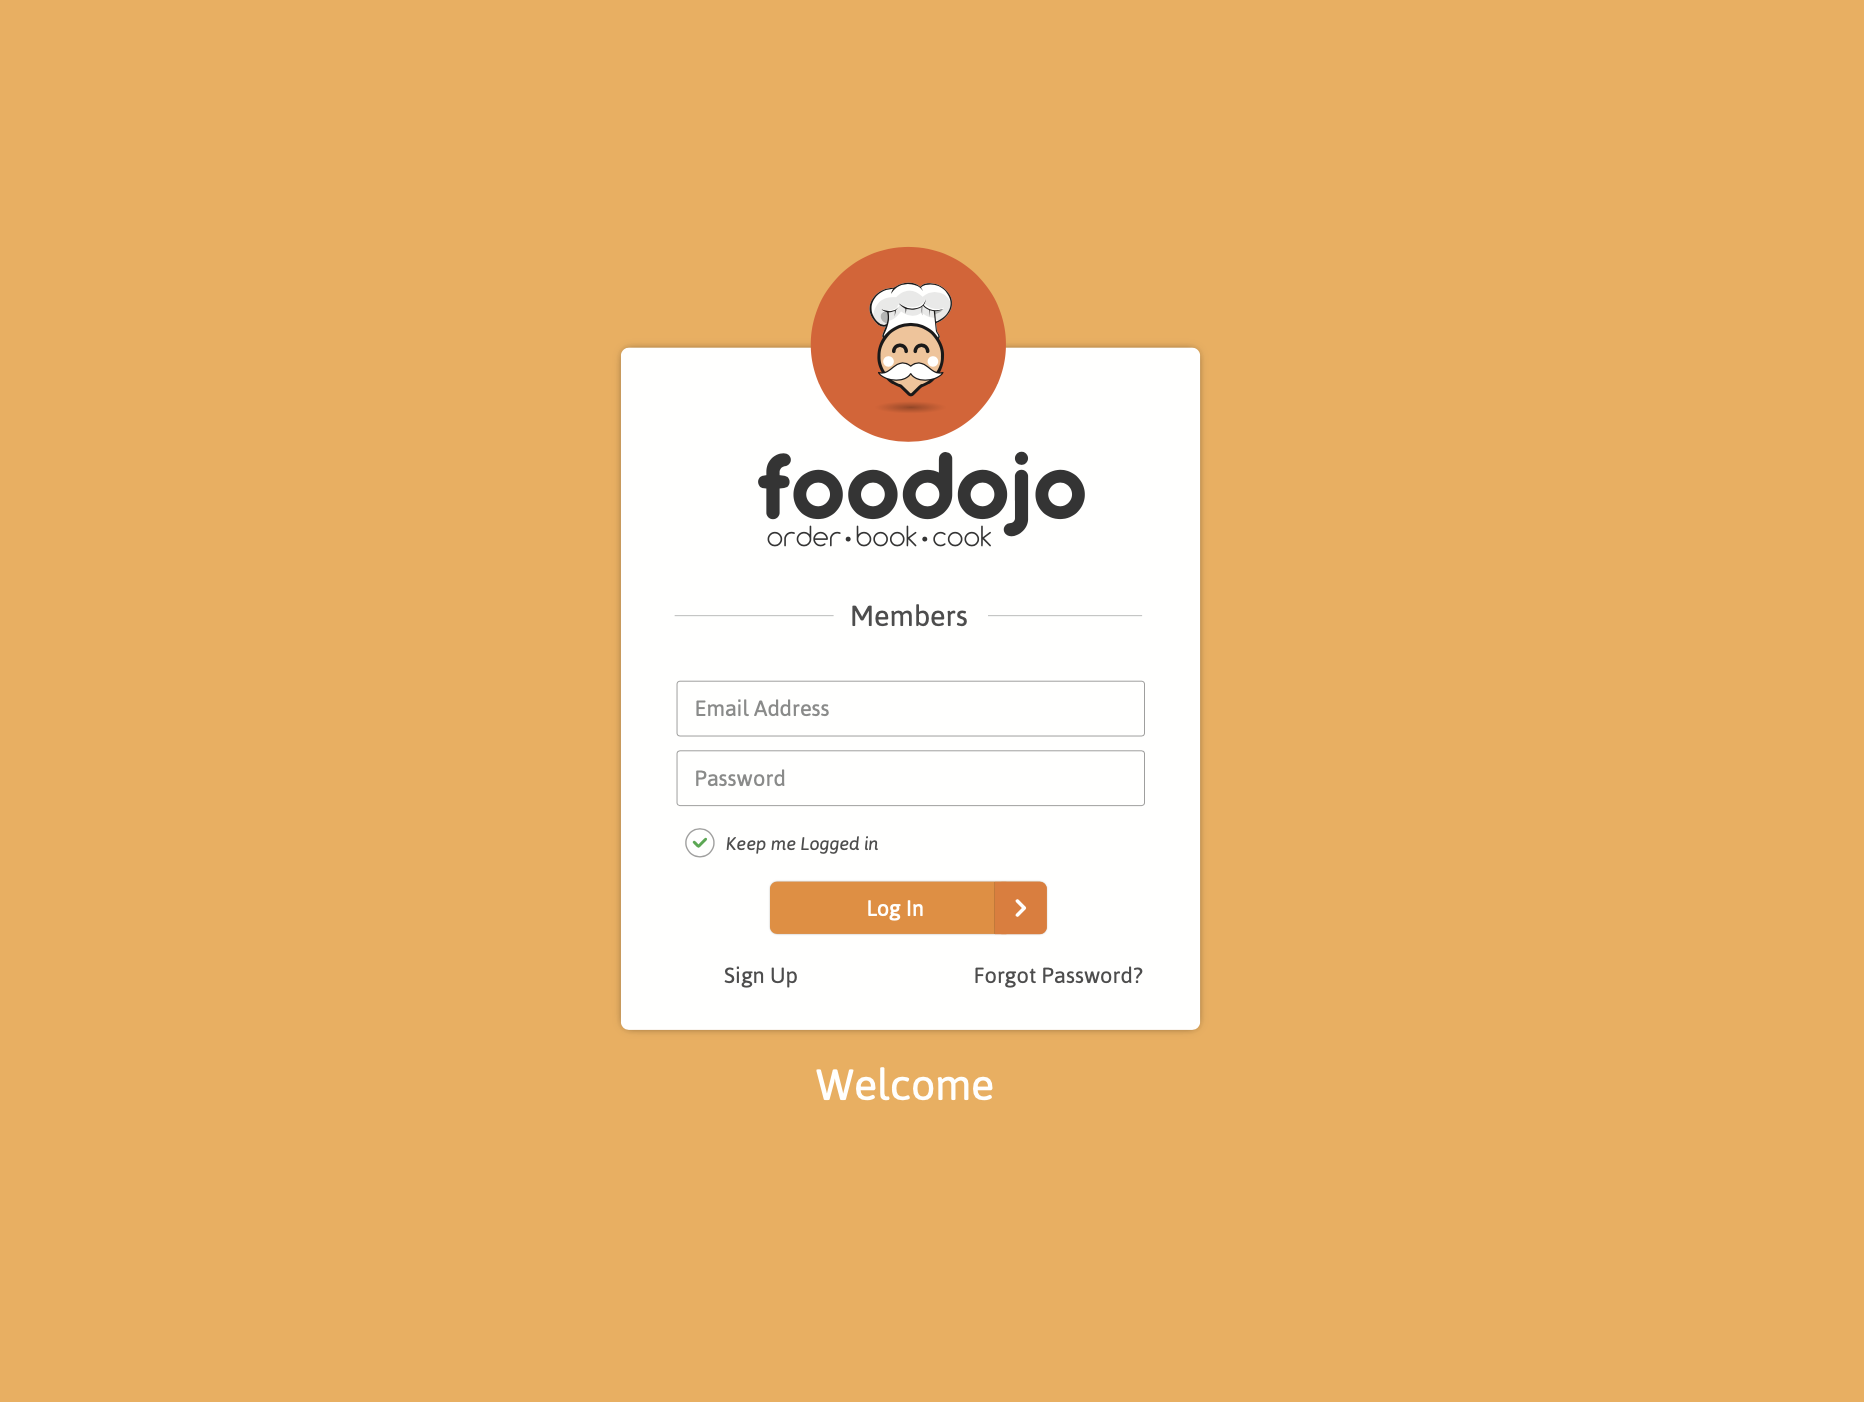 foodojo
order•book•cook
Members
Email Address
Password
Keep me Logged in
Log In
Sign Up
Forgot Password?
Welcome